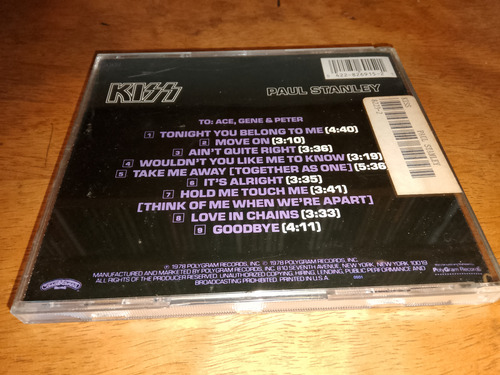 KISS
PAUL STANLEY
TO: ACE, GENE & PETER
1 TONIGHT YOU BELONG TO ME (4:40)
2 MOVE ON (3:10)
3 AIN'T QUITE RIGHT (3:36)
4 WOULDN'T YOU LIKE ME TO KNOW (3:19)
5 TAKE ME AWAY [TOGETHER AS ONE] (5:36
6 IT'S ALRIGHT (3:35)
7 HOLD ME TOUCH ME (3:41)
[THINK OF ME WHEN WE'RE APART]
8 LOVE IN CHAINS (3:33)
9 GOODBYE (4:11)
℗ 1978 POLYGRAM RECORDS, INC. © 1978 POLYGRAM RECORDS, INC.
MANUFACTURED AND MARKETED BY POLYGRAM RECORDS, INC. 810 SEVENTH AVENUE, NEW YORK, NEW YORK 10019
ALL RIGHTS OF THE PRODUCER RESERVED. UNAUTHORIZED COPYING, HIRING, LENDING, PUBLIC PERFORMANCE AND
BROADCASTING PROHIBITED. PRINTED IN U.S.A.
PolyGram Records